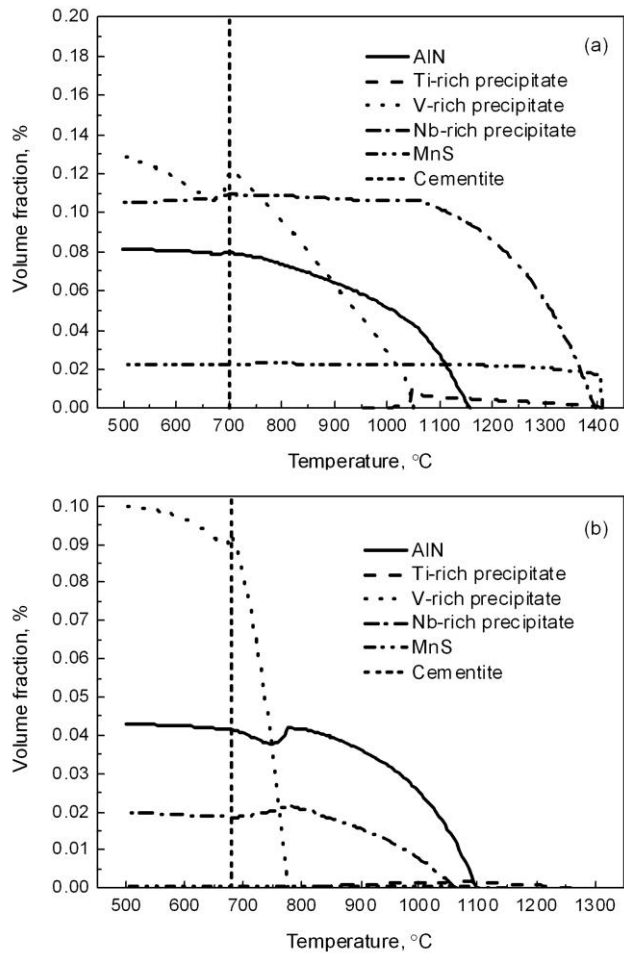 (a)
AlN
Ti-rich precipitate
V-rich precipitate
Nb-rich precipitate
MnS
Cementite
Volume fraction, %
0.20
0.18
0.16
0.14
0.12
0.10
0.08
0.06
0.04
0.02
0.00
500 600 700 800 900 1000 1100 1200 1300 1400
Temperature, °C
(b)
AlN
Ti-rich precipitate
V-rich precipitate
Nb-rich precipitate
MnS
Cementite
Volume fraction, %
0.10
0.09
0.08
0.07
0.06
0.05
0.04
0.03
0.02
0.01
0.00
500 600 700 800 900 1000 1100 1200 1300
Temperature, °C